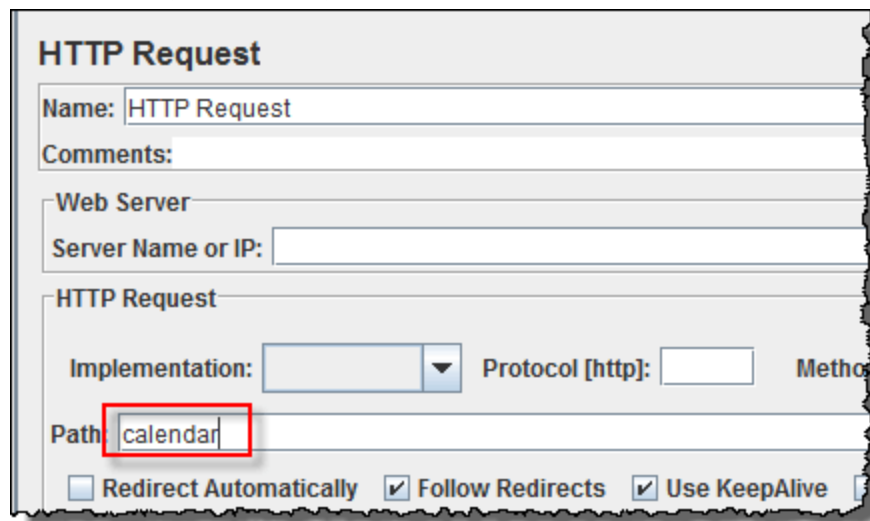 HTTP Request
Name: HTTP Request
Comments:
Web Server
Server Name or IP:
HTTP Request
Implementation: Protocol [http]: Metho
Path: calendar
Redirect Automatically Follow Redirects Use KeepAlive